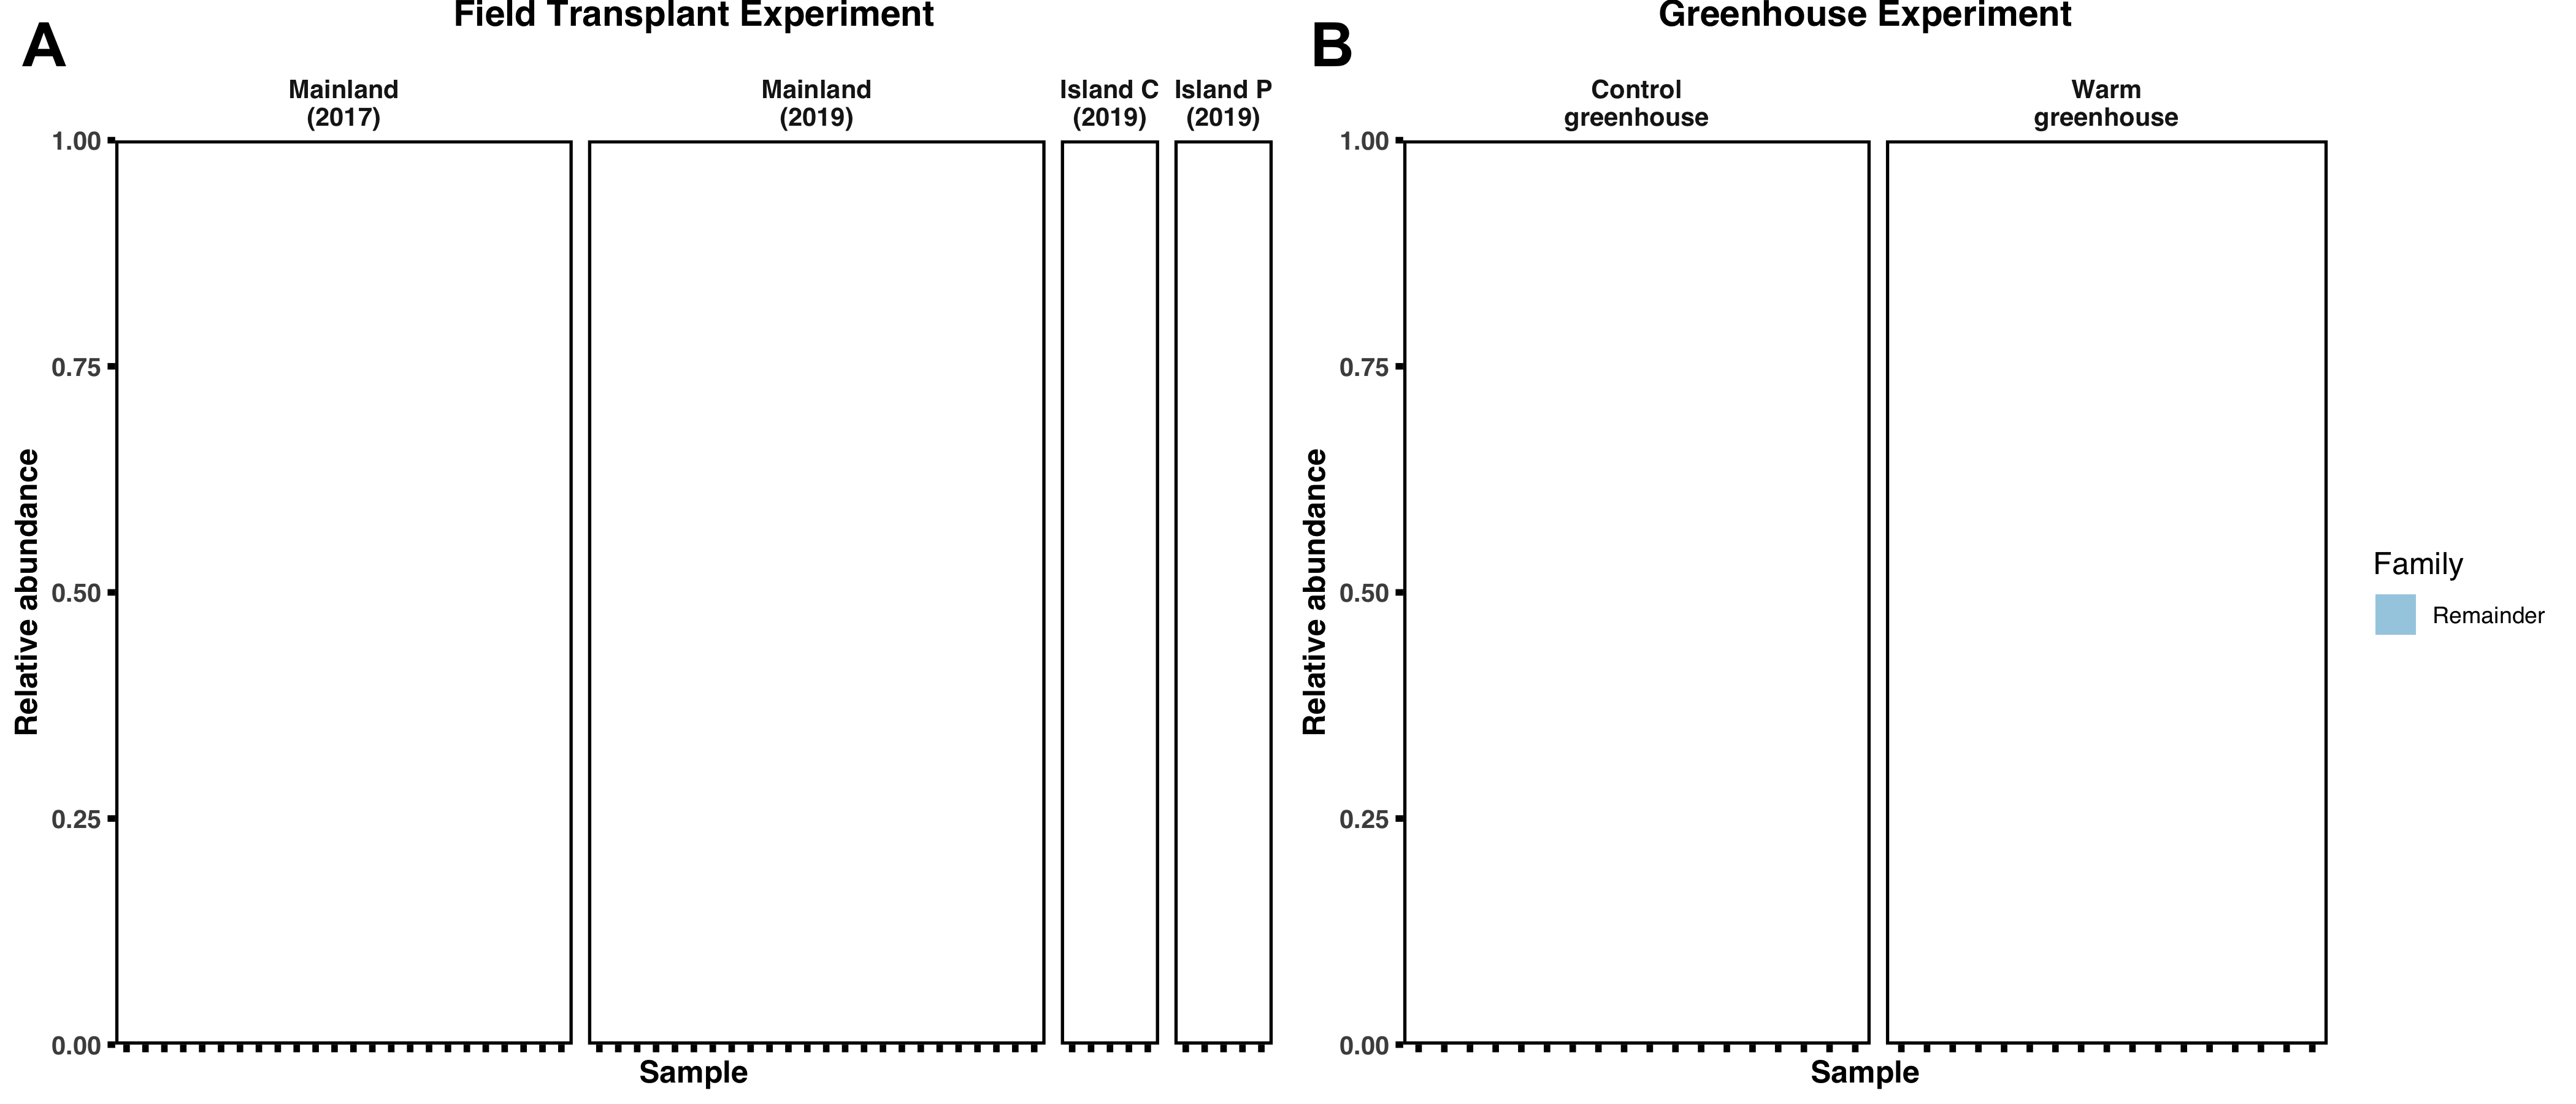 Field Transplant Experiment
A
Mainland
(2017)
Mainland
(2019)
Island C
(2019)
Island P
(2019)
1.00
0.75
0.50
0.25
0.00
Relative abundance
Sample
Greenhouse Experiment
B
Control
greenhouse
Warm
greenhouse
1.00
0.75
0.50
0.25
0.00
Relative abundance
Sample
Family
Remainder